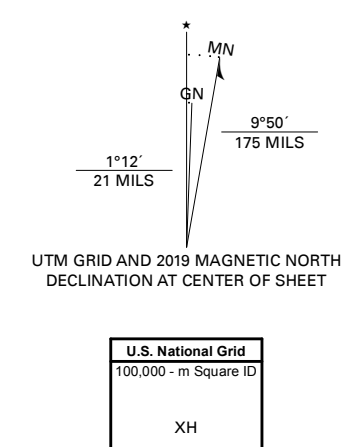 ★
MN
GN
9°50´
175 MILS
1°12´
21 MILS
UTM GRID AND 2019 MAGNETIC NORTH
DECLINATION AT CENTER OF SHEET
U.S. National Grid
100,000 - m Square ID
XH